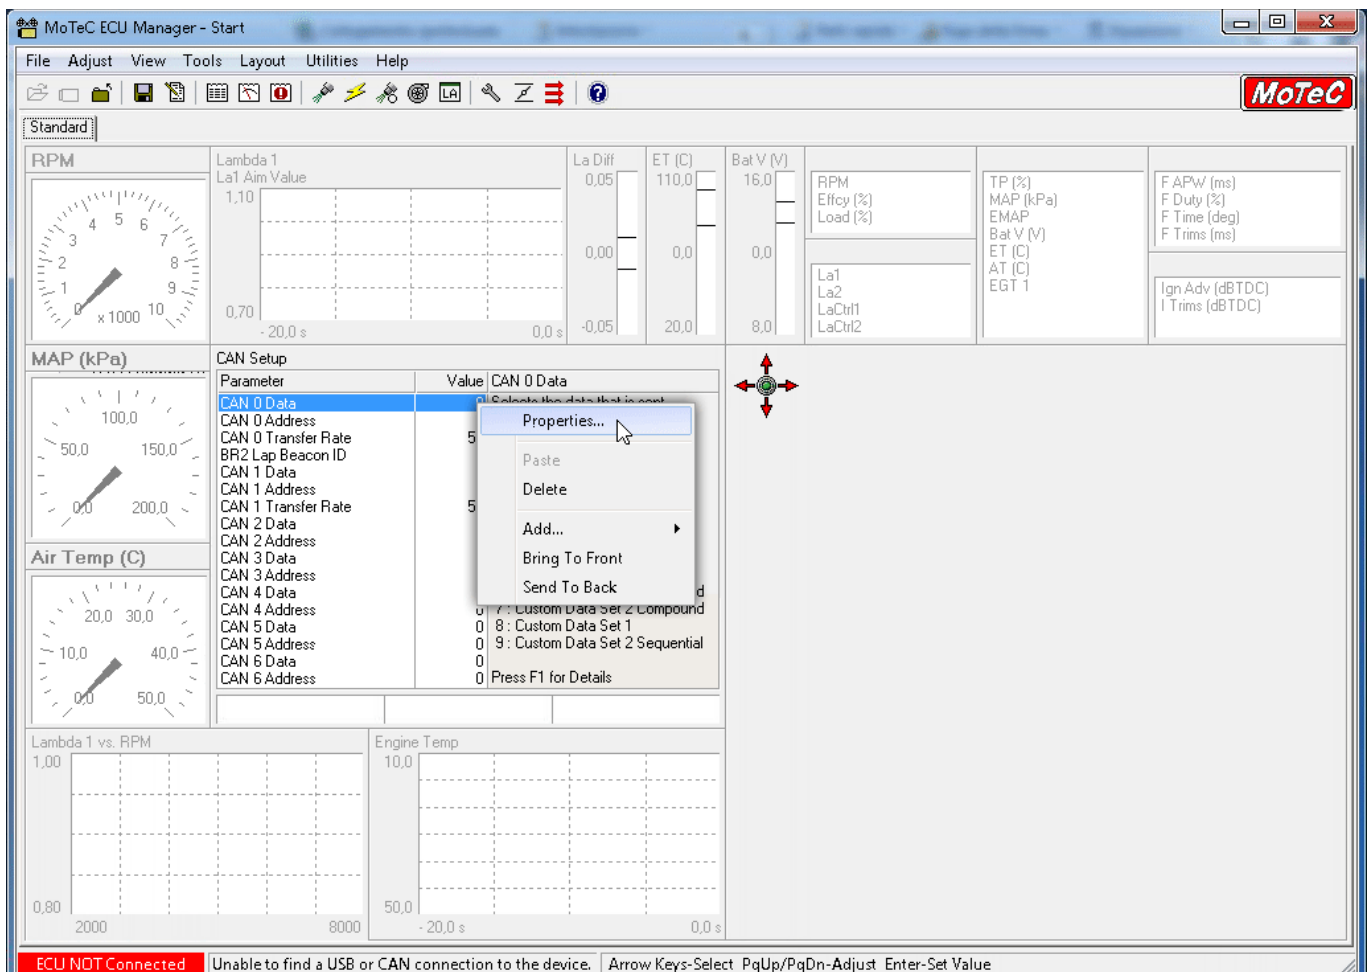 MoTeC ECU Manager - Start
File Adjust View Tools Layout Utilities Help
LA
MoTeC
Standard
RPM
4 5 6
3 7
2 8
1 9
0 10
x 1000
Lambda 1
La1 Aim Value
1,10
0,70
- 20,0 s 0,0 s
La Diff
0,05
0,00
-0,05
ET (C)
110,0
0,0
20,0
Bat V (V)
16,0
0,0
8,0
RPM
Effcy (%)
Load (%)
La1
La2
LaCtrl1
LaCtrl2
TP (%)
MAP (kPa)
EMAP
Bat V (V)
ET (C)
AT (C)
EGT 1
F APW (ms)
F Duty (%)
F Time (deg)
F Trims (ms)
Ign Adv (dBTDC)
I Trims (dBTDC)
MAP (kPa)
100,0
50,0 150,0
0,0 200,0
Air Temp (C)
20,0 30,0
10,0 40,0
0,0 50,0
CAN Setup
Parameter Value CAN 0 Data
CAN 0 Data 0 Selects the data that is sent
CAN 0 Address
CAN 0 Transfer Rate 5
BR2 Lap Beacon ID
CAN 1 Data
CAN 1 Address
CAN 1 Transfer Rate 5
CAN 2 Data
CAN 2 Address
CAN 3 Data
CAN 3 Address
CAN 4 Data d
CAN 4 Address 0 7 : Custom Data Set 2 Compound
CAN 5 Data 0 8 : Custom Data Set 1
CAN 5 Address 0 9 : Custom Data Set 2 Sequential
CAN 6 Data 0
CAN 6 Address 0 Press F1 for Details
Properties...
Paste
Delete
Add...
Bring To Front
Send To Back
Lambda 1 vs. RPM
1,00
0,80
2000 8000
Engine Temp
10,0
50,0
- 20,0 s 0,0 s
ECU NOT Connected Unable to find a USB or CAN connection to the device. Arrow Keys-Select PgUp/PgDn-Adjust Enter-Set Value